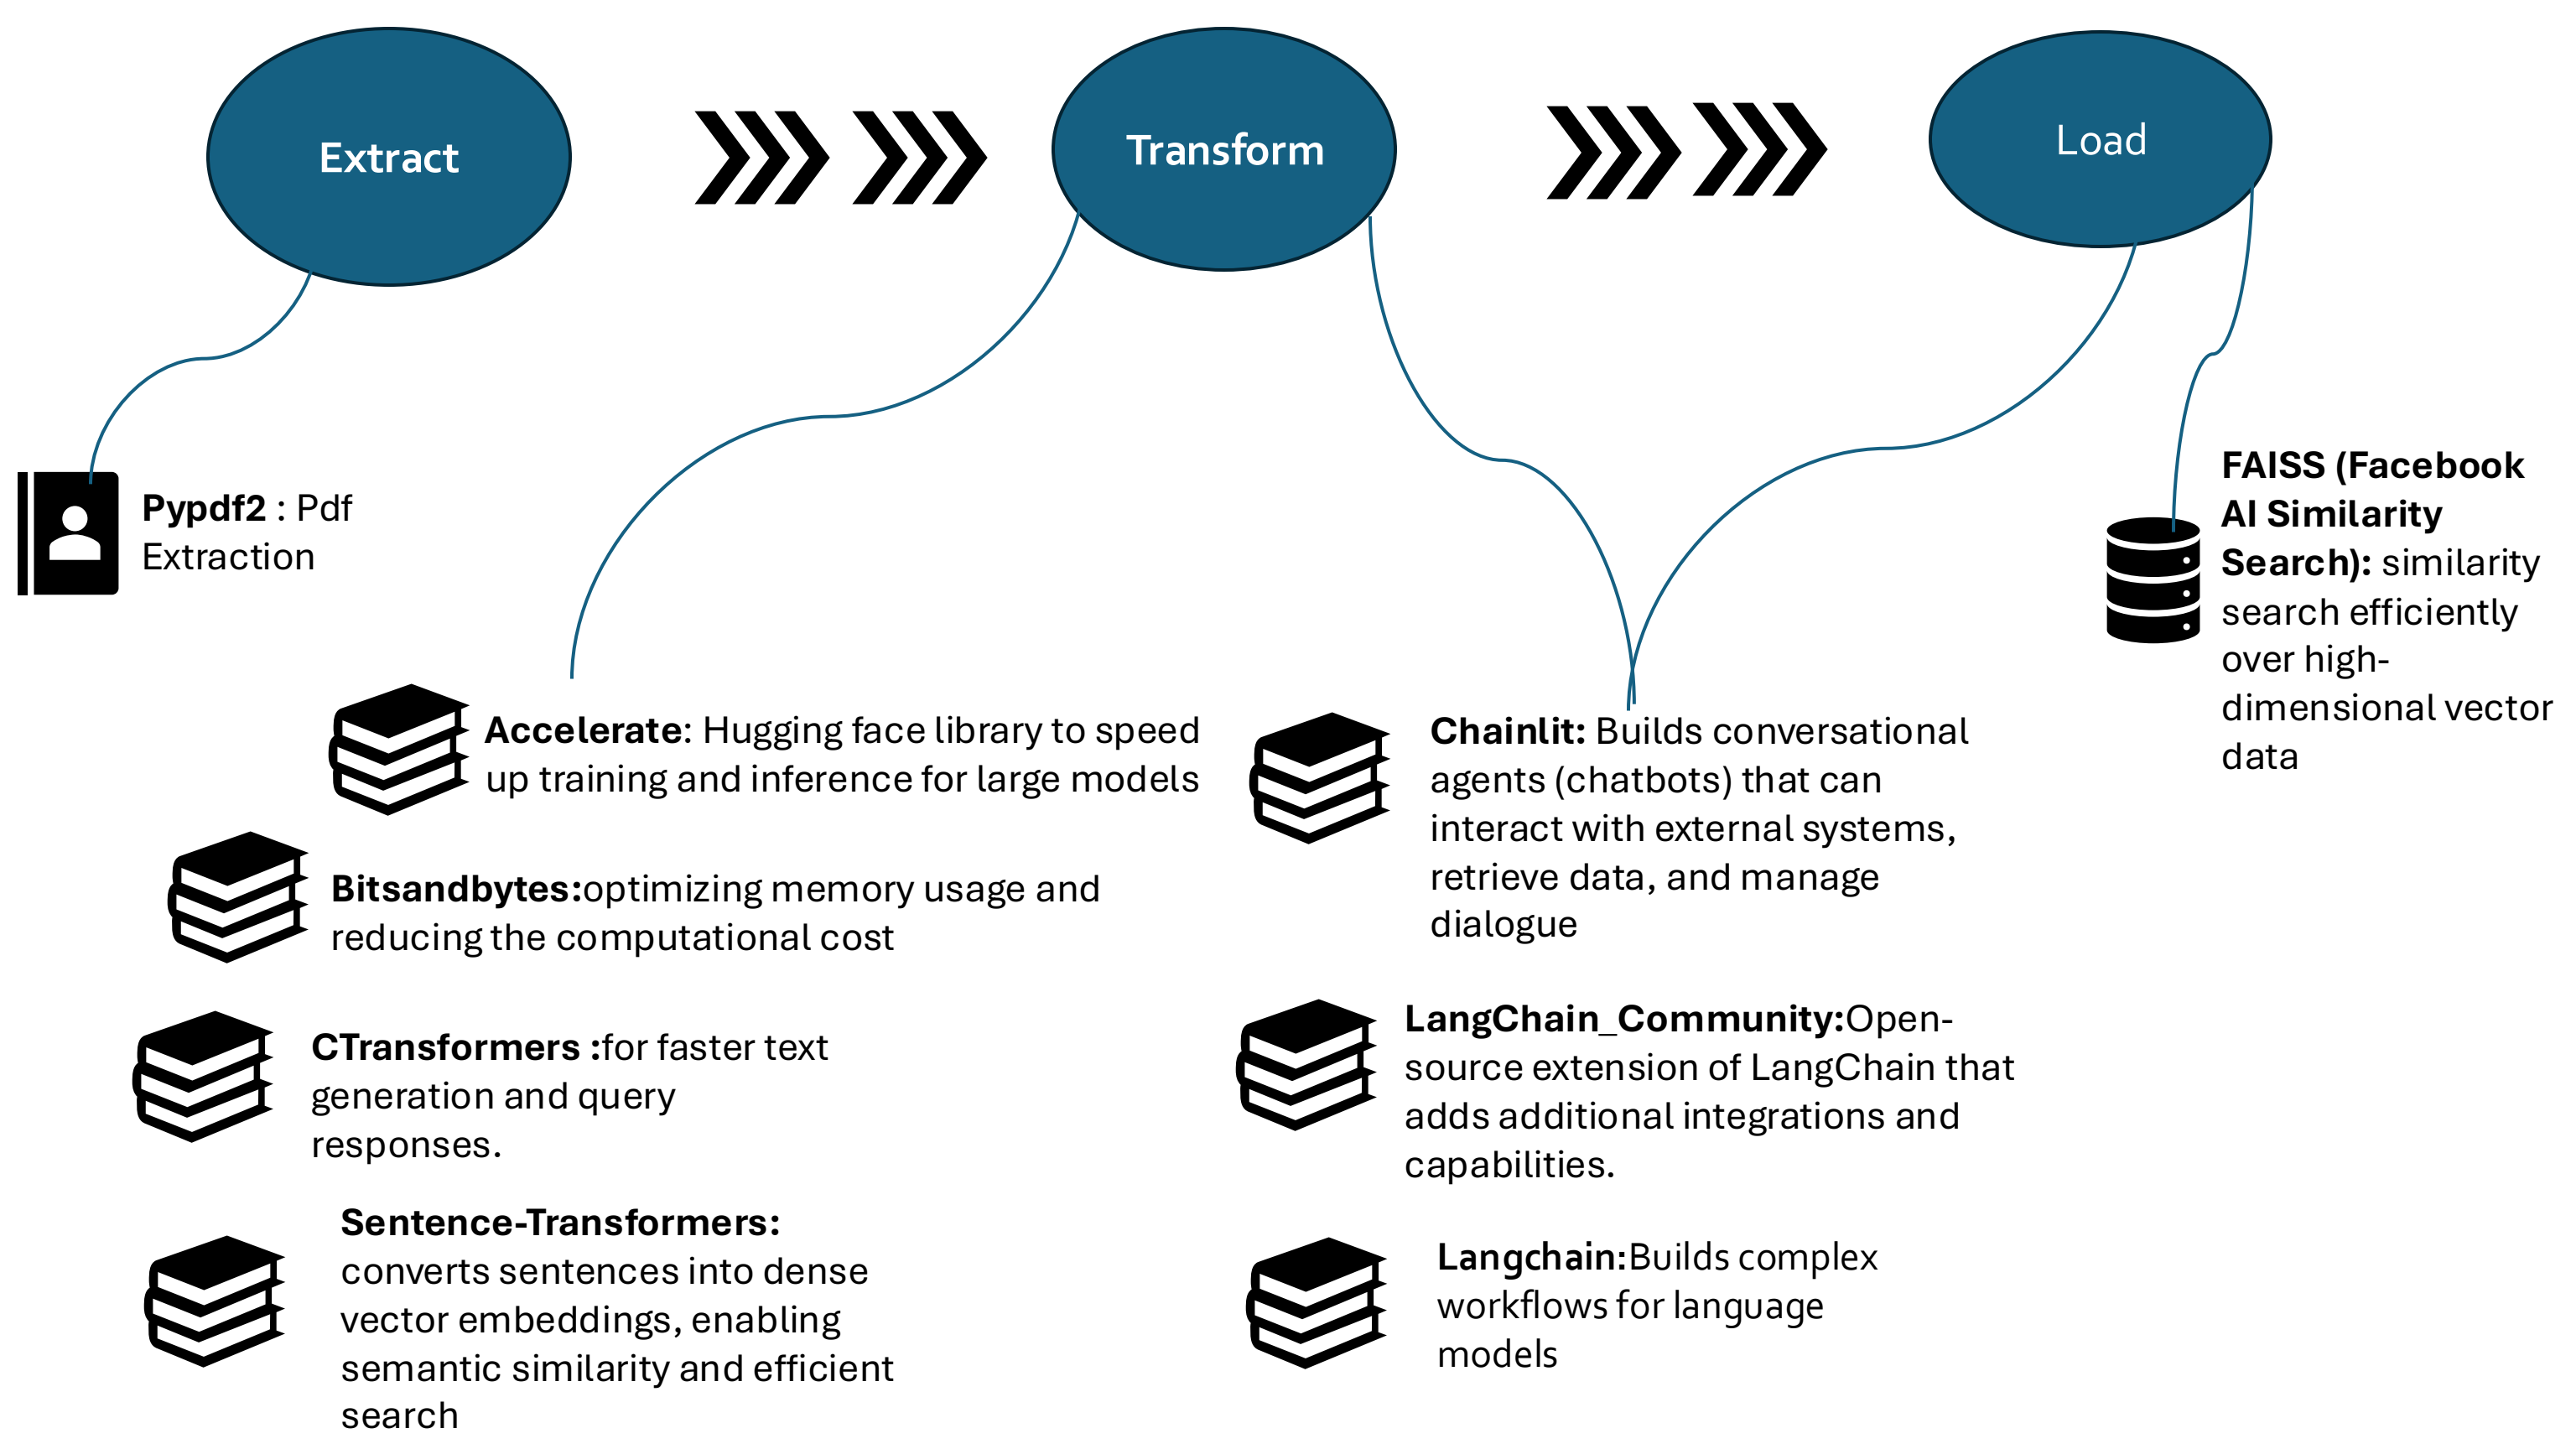 Extract
Transform
Load
Pypdf2 : Pdf
Extraction
FAISS (Facebook
AI Similarity
Search): similarity
search efficiently
over high-
dimensional vector
data
Accelerate: Hugging face library to speed
up training and inference for large models
Bitsandbytes:optimizing memory usage and
reducing the computational cost
CTransformers :for faster text
generation and query
responses.
Sentence-Transformers:
converts sentences into dense
vector embeddings, enabling
semantic similarity and efficient
search
Chainlit: Builds conversational
agents (chatbots) that can
interact with external systems,
retrieve data, and manage
dialogue
LangChain_Community:Open-
source extension of LangChain that
adds additional integrations and
capabilities.
Langchain:Builds complex
workflows for language
models